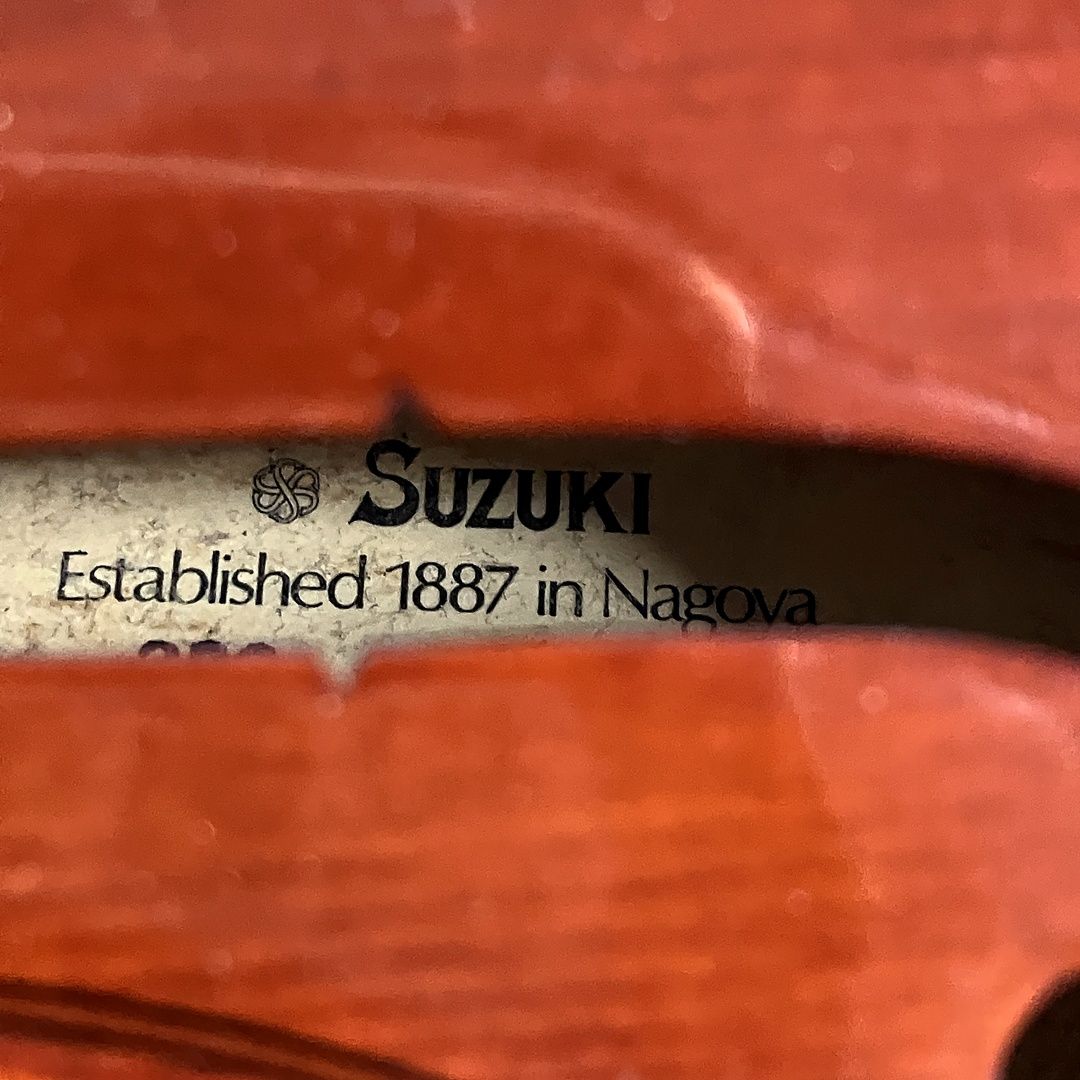 SUZUKI
Established 1887 in Nagoya